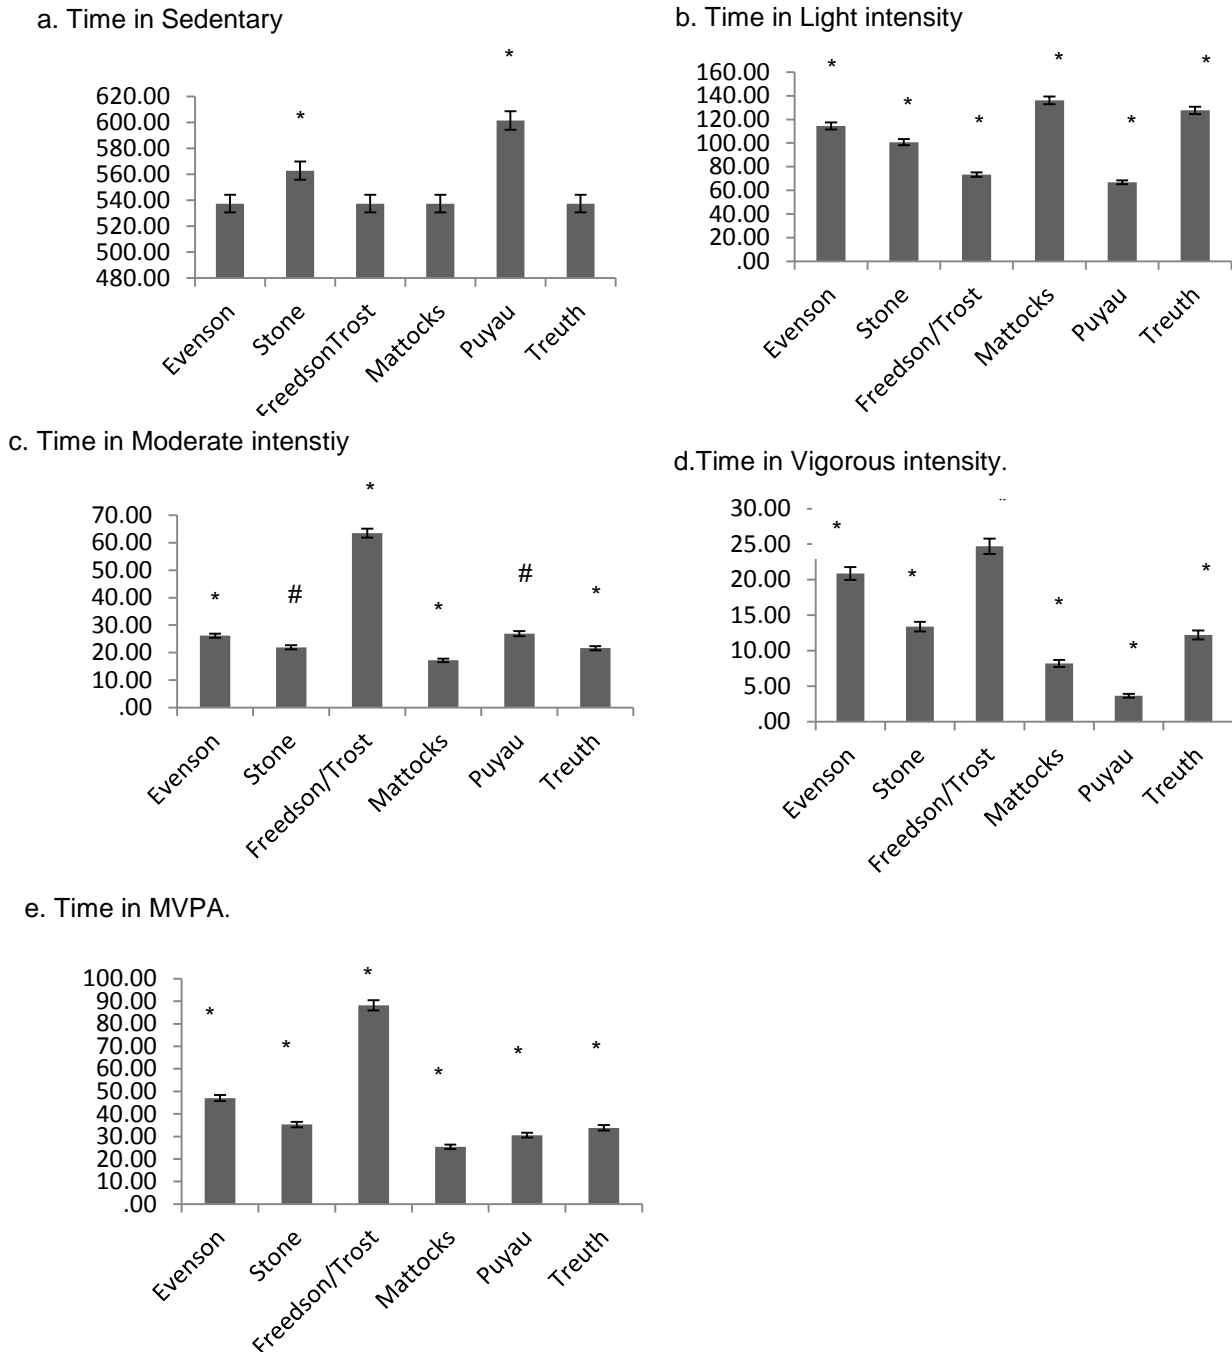 a. Time in Sedentary
*
*
620.00
600.00
580.00
560.00
540.00
520.00
500.00
480.00
Evenson
Stone
FreedsonTrost
Mattocks
Puyau
Treuth
b. Time in Light intensity
* * * * * *
160.00
140.00
120.00
100.00
80.00
60.00
40.00
20.00
.00
Evenson
Stone
Freedson/Trost
Mattocks
Puyau
Treuth
c. Time in Moderate intenstiy
* # * * # *
70.00
60.00
50.00
40.00
30.00
20.00
10.00
.00
Evenson
Stone
Freedson/Trost
Mattocks
Puyau
Treuth
d.Time in Vigorous intensity.
* * * * *
30.00
25.00
20.00
15.00
10.00
5.00
.00
Evenson
Stone
Freedson/Trost
Mattocks
Puyau
Treuth
e. Time in MVPA.
* * * * * *
100.00
90.00
80.00
70.00
60.00
50.00
40.00
30.00
20.00
10.00
.00
Evenson
Stone
Freedson/Trost
Mattocks
Puyau
Treuth